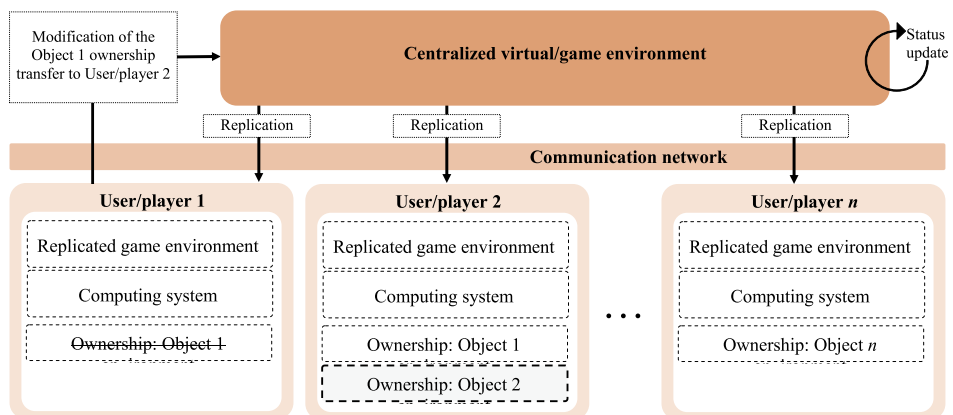 Modification of the
Object 1 ownership
transfer to User/player 2
Centralized virtual/game environment
Status
update
Replication
Replication
Replication
Communication network
User/player 1
Replicated game environment
Computing system
Ownership: Object 1
User/player 2
Replicated game environment
Computing system
Ownership: Object 1
Ownership: Object 2
...
User/player n
Replicated game environment
Computing system
Ownership: Object n